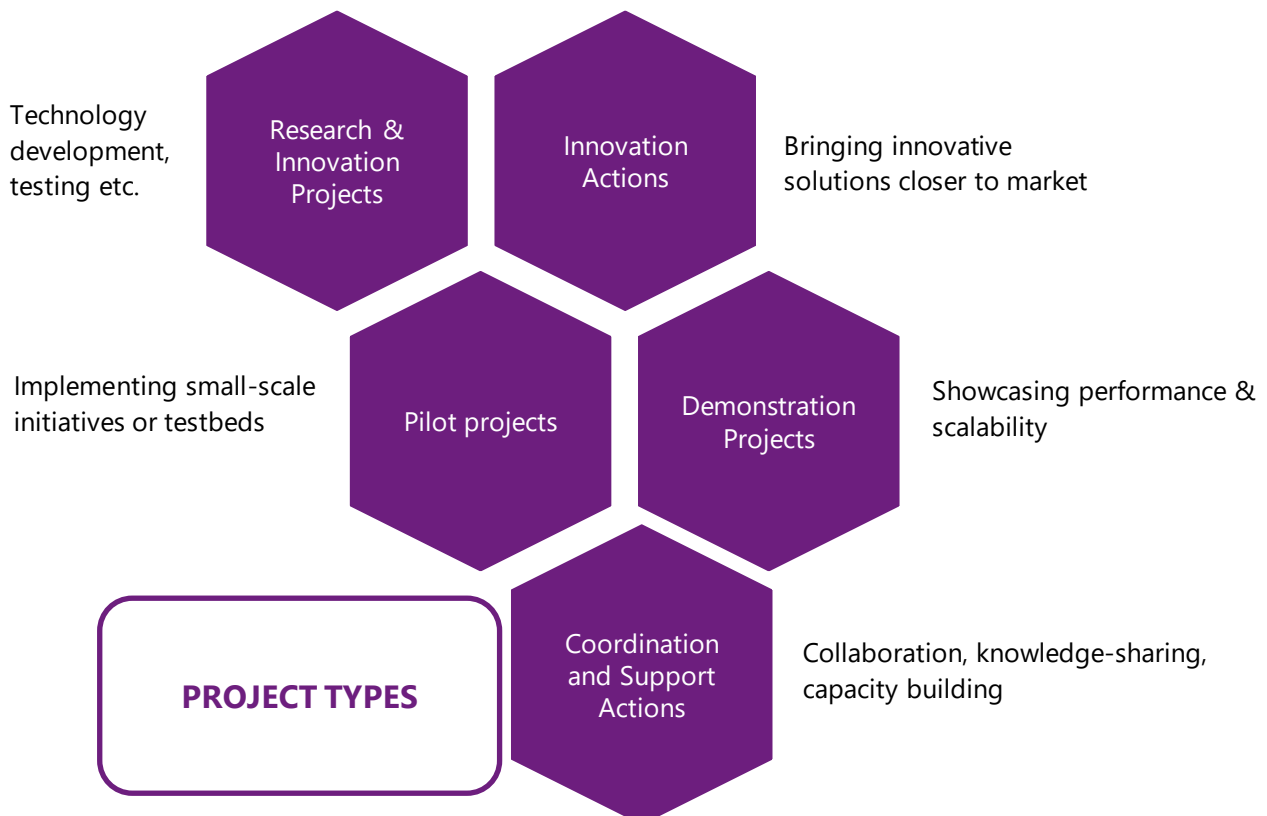 Technology
development,
testing etc.
Research &
Innovation
Projects
Innovation
Actions
Bringing innovative
solutions closer to market
Implementing small-scale
initiatives or testbeds
Pilot projects
Demonstration
Projects
Showcasing performance &
scalability
PROJECT TYPES
Coordination
and Support
Actions
Collaboration, knowledge-sharing,
capacity building